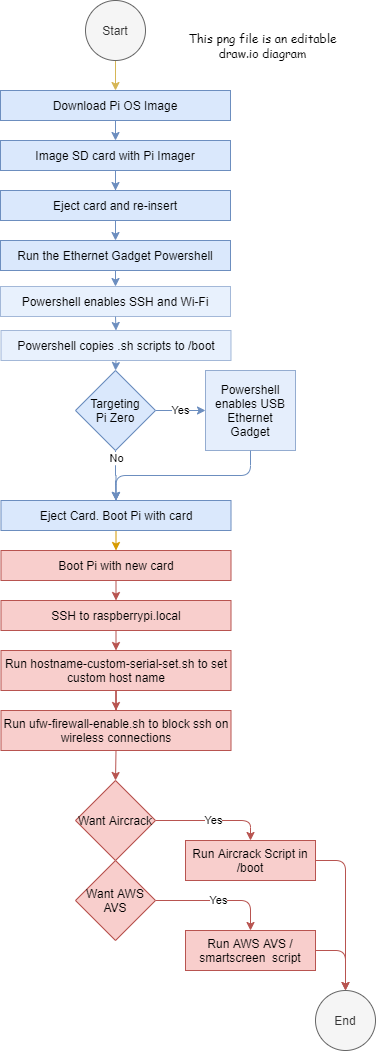 Start
This png file is an editable
draw.io diagram
Download Pi OS Image
Image SD card with Pi Imager
Eject card and re-insert
Run the Ethernet Gadget Powershell
Powershell enables SSH and Wi-Fi
Powershell copies .sh scripts to /boot
Targeting
Pi Zero
Yes
Powershell
enables USB
Ethernet
Gadget
No
Eject Card. Boot Pi with card
Boot Pi with new card
SSH to raspberrypi.local
Run hostname-custom-serial-set.sh to set
custom host name
Run ufw-firewall-enable.sh to block ssh on
wireless connections
Want Aircrack
Yes
Run Aircrack Script in
/boot
Want AWS
AVS
Yes
Run AWS AVS /
smartscreen script
End